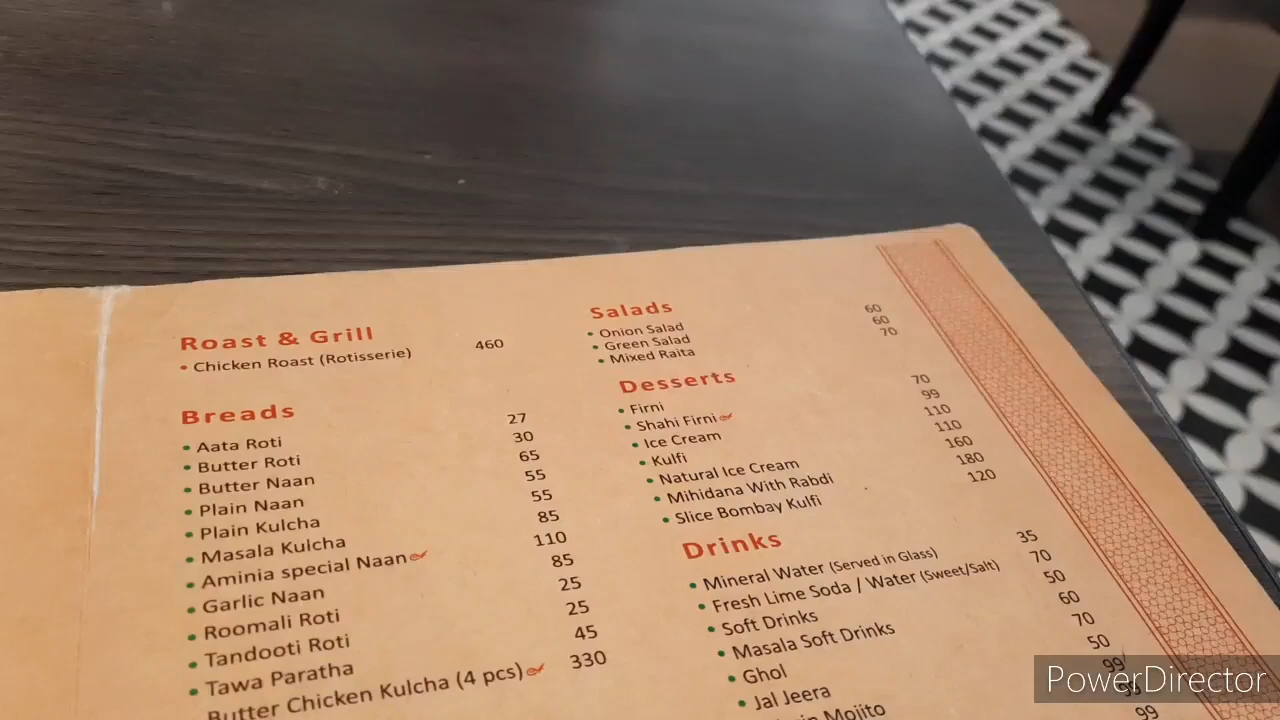 Roast & Grill
• Chicken Roast (Rotisserie) 460
Breads
• Aata Roti 27
• Butter Roti 30
• Butter Naan 65
• Plain Naan 55
• Plain Kulcha 55
• Masala Kulcha 85
• Aminia special Naan 110
• Garlic Naan 85
• Roomali Roti 25
• Tandooti Roti 25
• Tawa Paratha 45
Butter Chicken Kulcha (4 pcs) 330
Salads
• Onion Salad 60
• Green Salad 60
• Mixed Raita 70
Desserts
• Firni 70
• Shahi Firni 99
• Ice Cream 110
• Kulfi 110
• Natural Ice Cream 160
• Mihidana With Rabdi 180
• Slice Bombay Kulfi 120
Drinks
• Mineral Water (Served in Glass) 35
• Fresh Lime Soda / Water (Sweet/Salt) 70
• Soft Drinks 50
• Masala Soft Drinks 60
• Ghol 70
• Jal Jeera 50
Mojito 99
99
PowerDirector